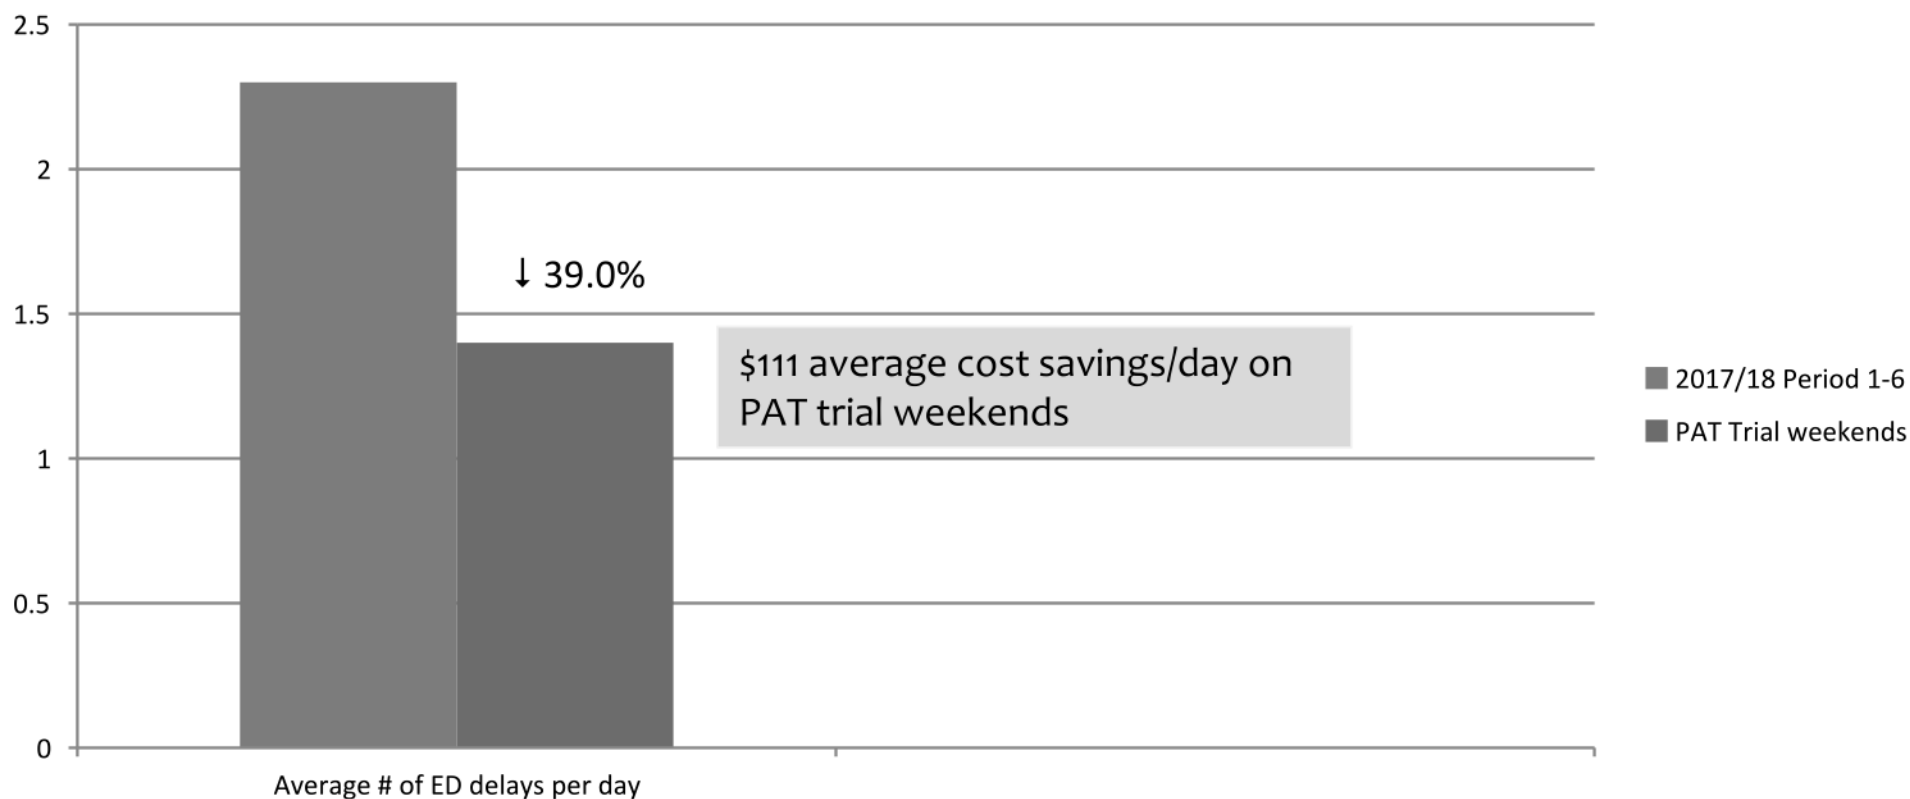 2.5
2
1.5
1
0.5
0
↓ 39.0%
$111 average cost savings/day on
PAT trial weekends
Average # of ED delays per day
2017/18 Period 1-6
PAT Trial weekends